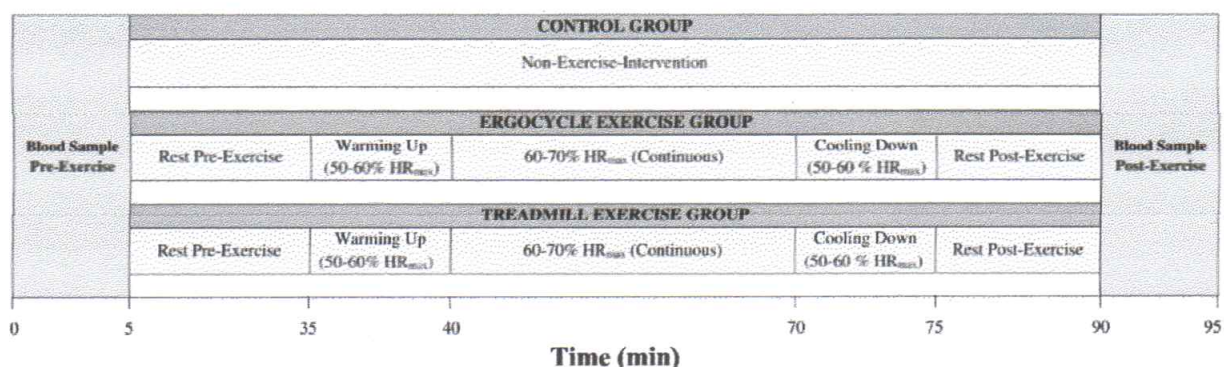 CONTROL GROUP
Non-Exercise-Intervention
Blood Sample
Pre-Exercise
ERGOCYCLE EXERCISE GROUP
Rest Pre-Exercise
Warming Up
(50-60% HRmax)
60-70% HRmax (Continuous)
Cooling Down
(50-60 % HRmax)
Rest Post-Exercise
Blood Sample
Post-Exercise
TREADMILL EXERCISE GROUP
Rest Pre-Exercise
Warming Up
(50-60% HRmax)
60-70% HRmax (Continuous)
Cooling Down
(50-60 % HRmax)
Rest Post-Exercise
0 5 35 40 70 75 90 95
Time (min)